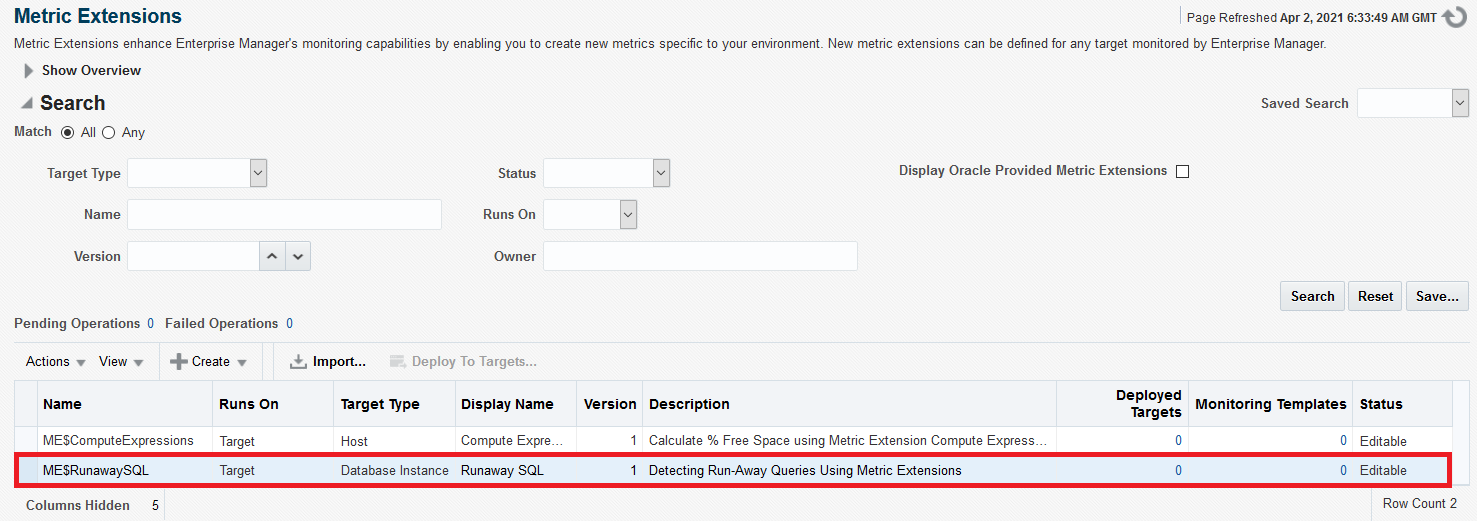 Metric Extensions
Page Refreshed Apr 2, 2021 6:33:49 AM GMT
Metric Extensions enhance Enterprise Manager's monitoring capabilities by enabling you to create new metrics specific to your environment. New metric extensions can be defined for any target monitored by Enterprise Manager.
Show Overview
Search
Saved Search
Match All Any
Target Type
Status
Display Oracle Provided Metric Extensions
Name
Runs On
Version
Owner
Search Reset Save...
Pending Operations 0 Failed Operations 0
Actions View Create Import... Deploy To Targets...
Name Runs On Target Type Display Name Version Description Deployed Targets Monitoring Templates Status
ME$ComputeExpressions Target Host Compute Expre... 1 Calculate % Free Space using Metric Extension Compute Express... 0 0 Editable
ME$RunawaySQL Target Database Instance Runaway SQL 1 Detecting Run-Away Queries Using Metric Extensions 0 0 Editable
Columns Hidden 5
Row Count 2